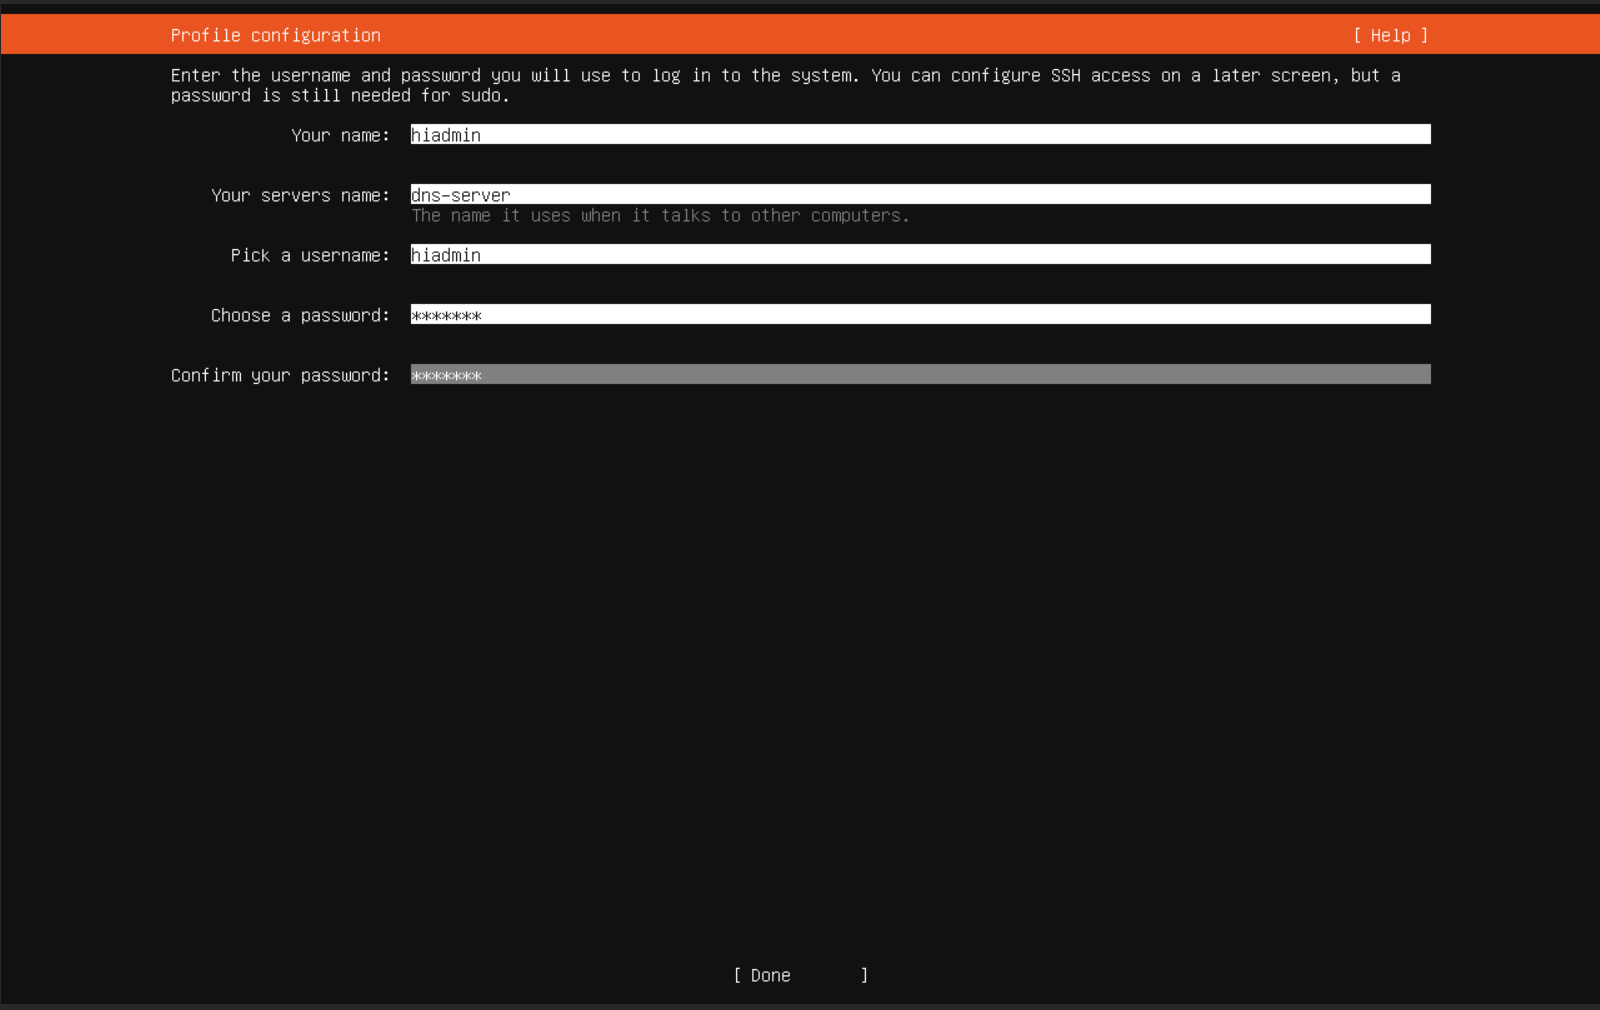 Profile configuration [ Help ]
Enter the username and password you will use to log in to the system. You can configure SSH access on a later screen, but a
password is still needed for sudo.
Your name: hiadmin
Your servers name: dns-server
The name it uses when it talks to other computers.
Pick a username: hiadmin
Choose a password: *******
Confirm your password: *******
[ Done ]